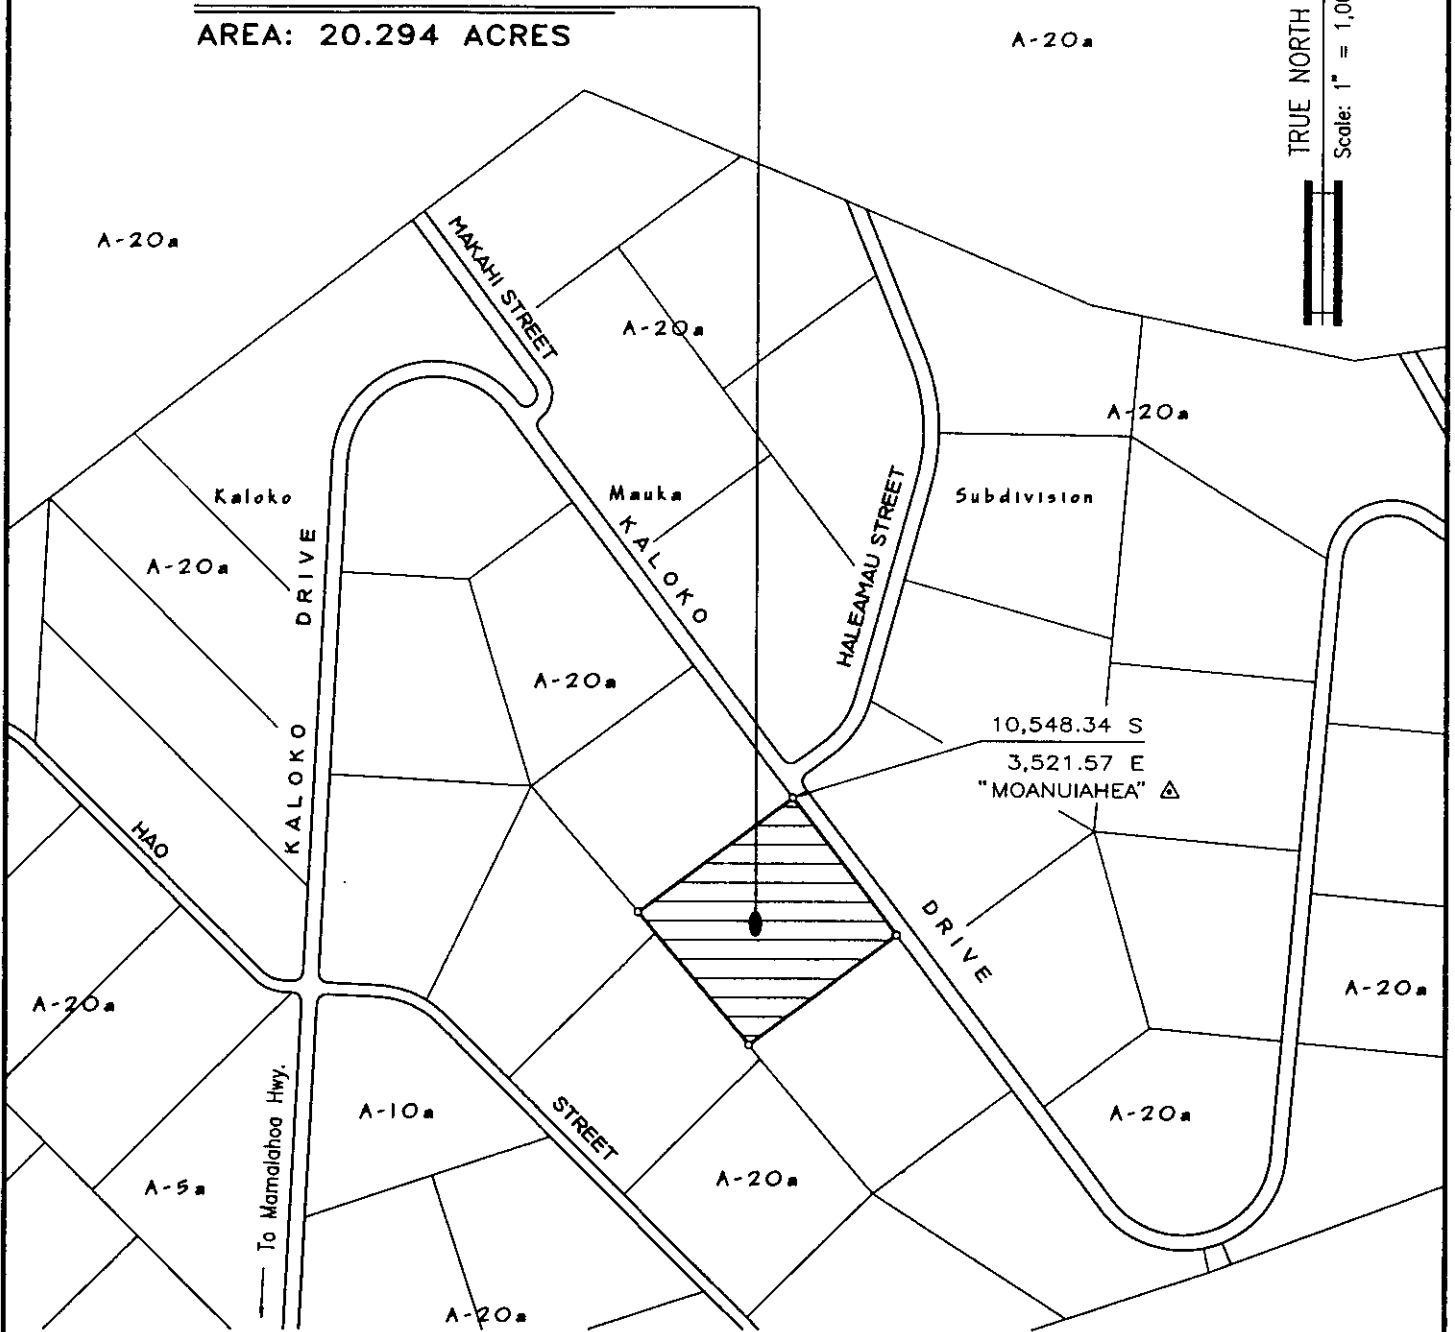 AREA: 20.294 ACRES
A-20a
TRUE NORTH
Scale: 1" =
A-20a
MAKAHI STREET
A-20a
A-20a
Kaloko
Mauka
Subdivision
A-20a
KALOKO DRIVE
KALOKO
HALEAMAU STREET
A-20a
10,548.34 S
3,521.57 E
"MOANUIAHEA"
HAO
DRIVE
A-20a
A-20a
To Mamalahoa Hwy.
A-10a
STREET
A-20a
A-5a
A-20a
A-20a